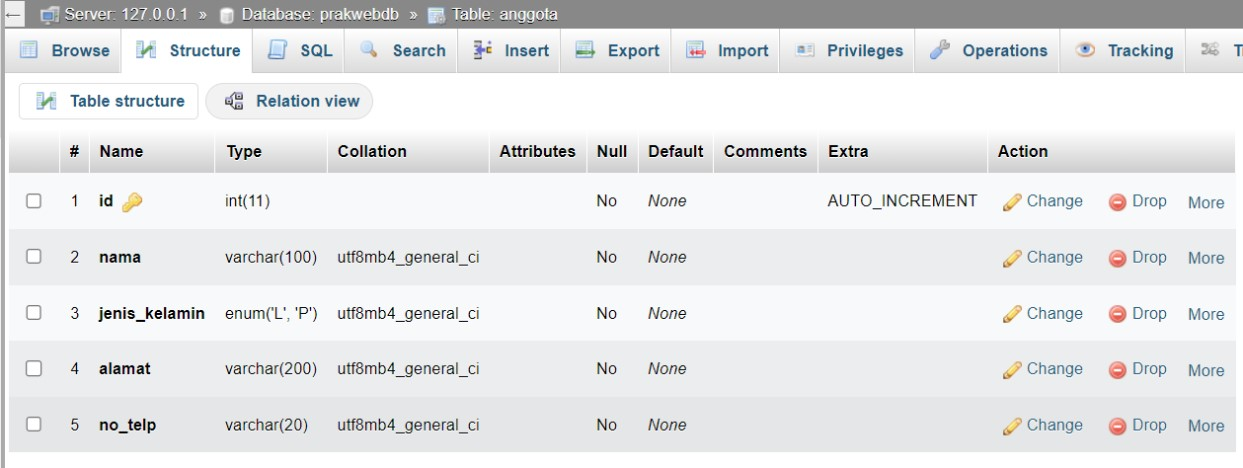 Server: 127.0.0.1 » Database: prakwebdb » Table: anggota
Browse Structure SQL Search Insert Export Import Privileges Operations Tracking T
Table structure Relation view
# Name Type Collation Attributes Null Default Comments Extra Action
1 id int(11) No None AUTO_INCREMENT Change Drop More
2 nama varchar(100) utf8mb4_general_ci No None Change Drop More
3 jenis_kelamin enum('L', 'P') utf8mb4_general_ci No None Change Drop More
4 alamat varchar(200) utf8mb4_general_ci No None Change Drop More
5 no_telp varchar(20) utf8mb4_general_ci No None Change Drop More